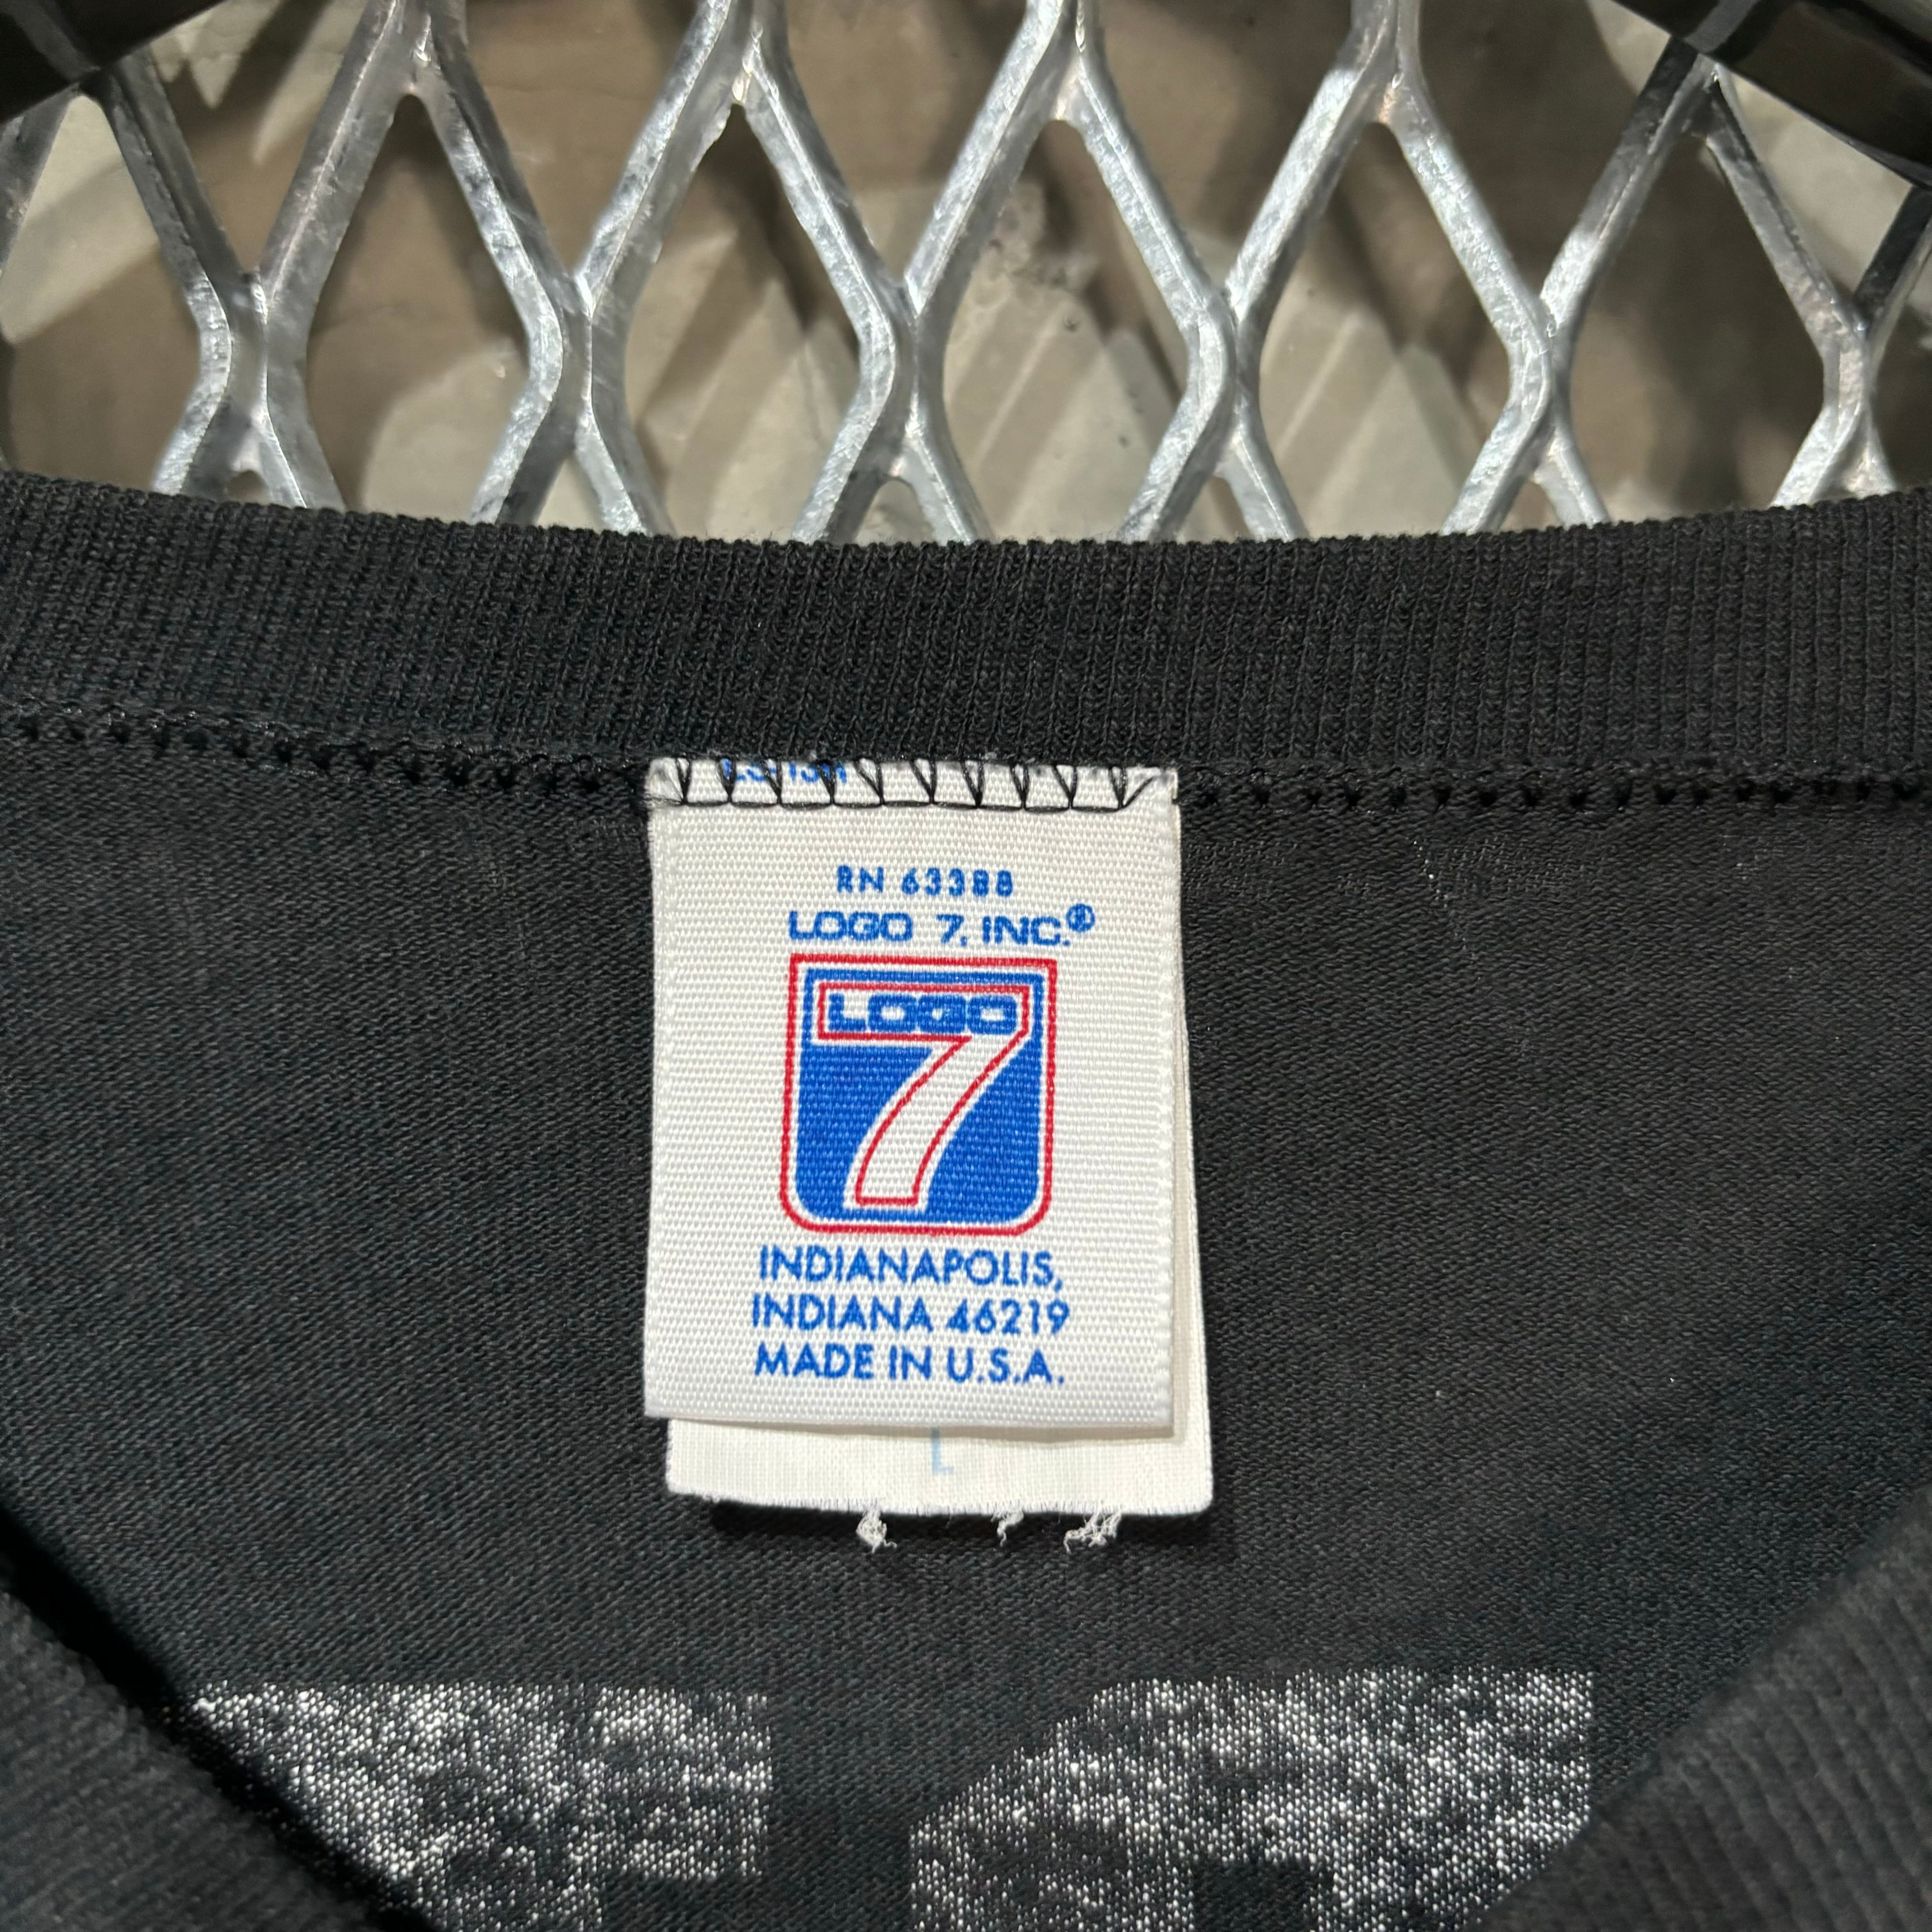 RN 63388
LOGO 7, INC.®
LOGO
7
INDIANAPOLIS,
INDIANA 46219
MADE IN U.S.A.
L